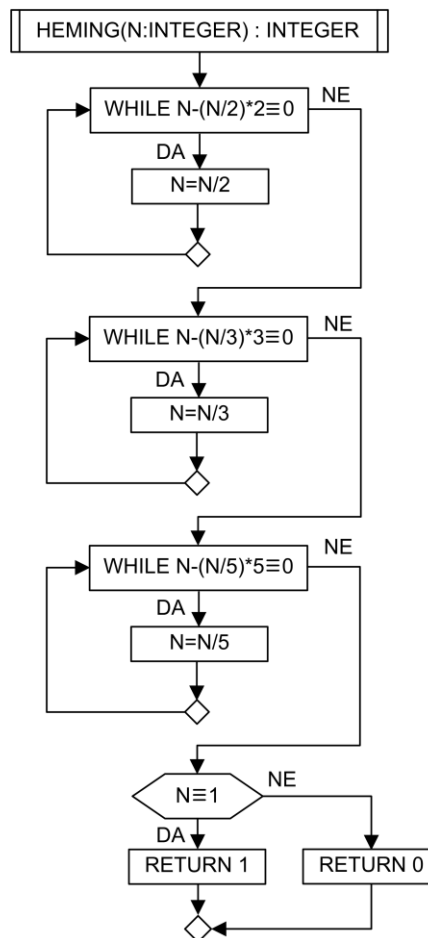 HEMING(N:INTEGER) : INTEGER
WHILE N-(N/2)*2≡0
NE
DA
N=N/2
WHILE N-(N/3)*3≡0
NE
DA
N=N/3
WHILE N-(N/5)*5≡0
NE
DA
N=N/5
N≡1
NE
DA
RETURN 1
RETURN 0